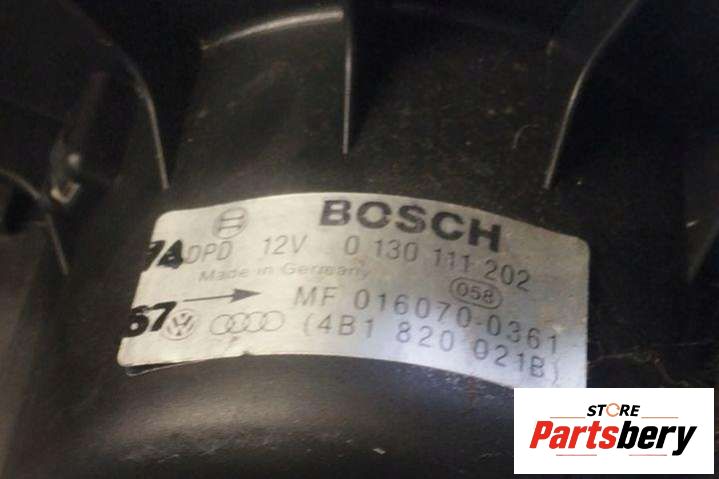 BOSCH
DPD 12V 0 130 111 202
Made in Germany 058
MF 016070-0361
67
(4B1 820 021B)
STORE
Partsbery